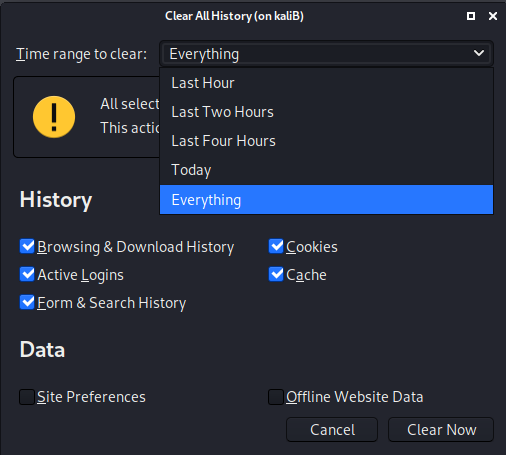 Clear All History (on kaliB)
Time range to clear: Everything
Last Hour
All select
Last Two Hours
This actio
Last Four Hours
Today
Everything
History
Browsing & Download History
Cookies
Active Logins
Cache
Form & Search History
Data
Site Preferences
Offline Website Data
Cancel
Clear Now